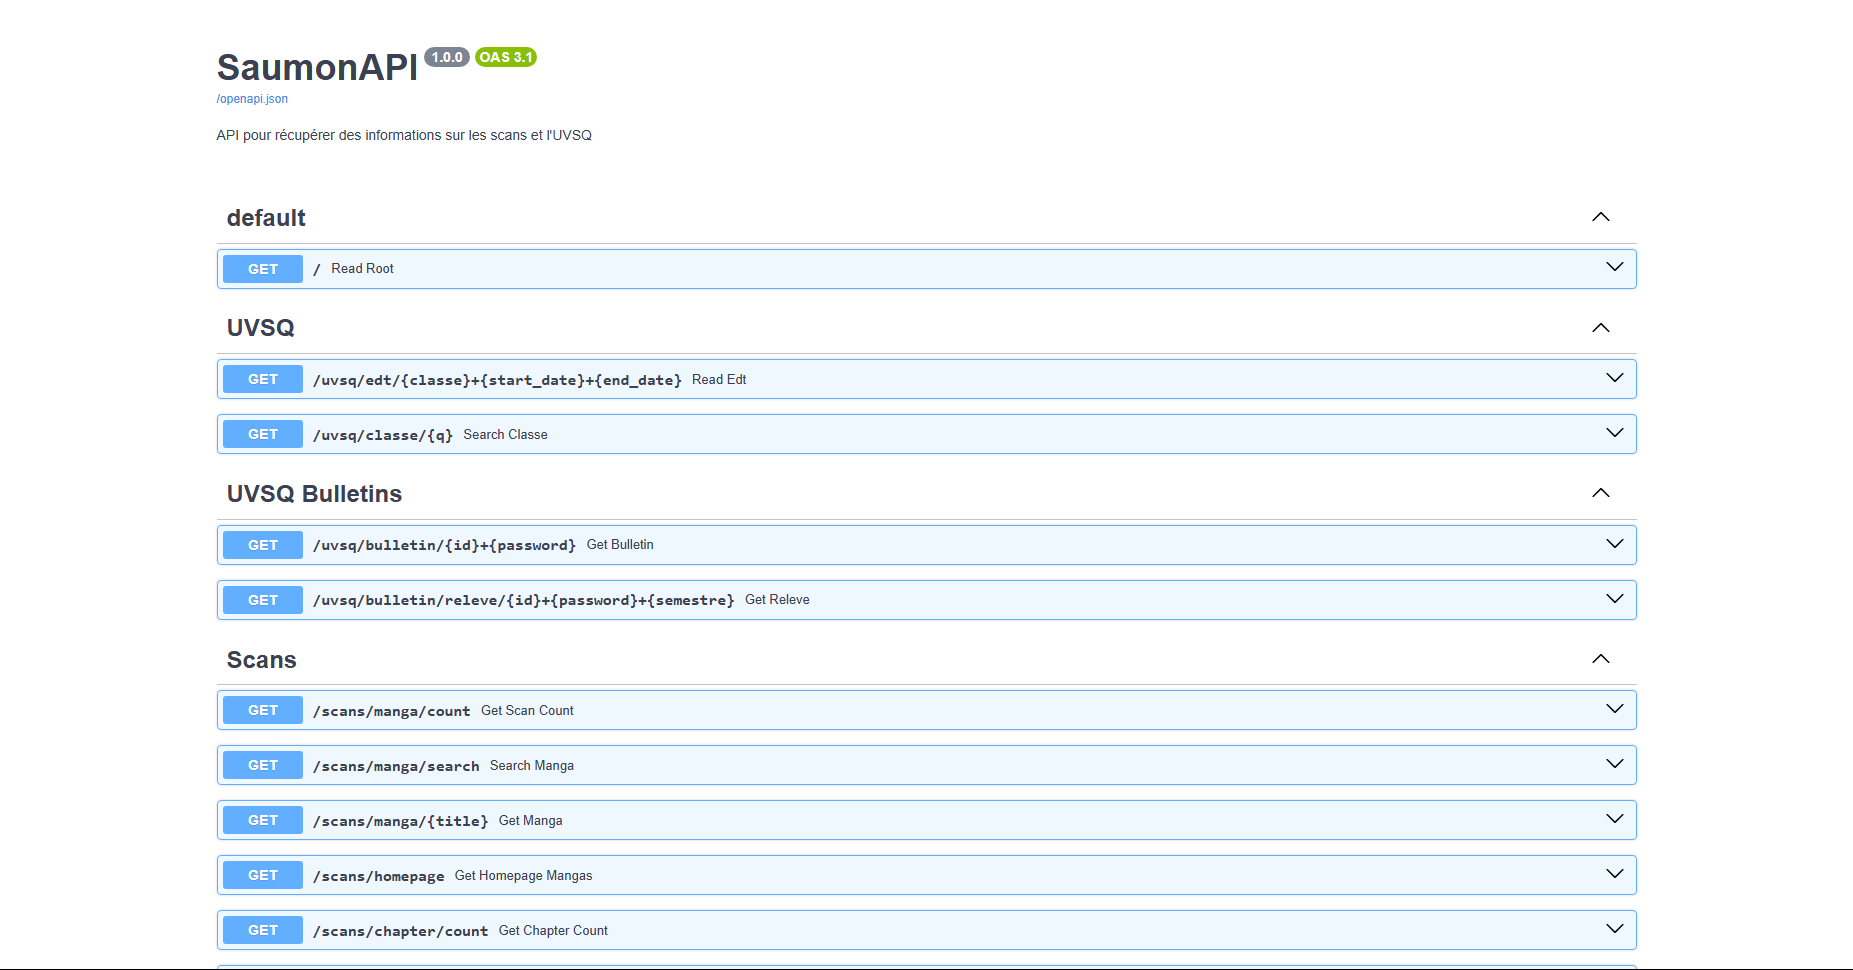 SaumonAPI 1.0.0 OAS 3.1
/openapi.json
API pour récupérer des informations sur les scans et l'UVSQ
default
GET / Read Root
UVSQ
GET /uvsq/edt/{classe}+{start_date}+{end_date} Read Edt
GET /uvsq/classe/{q} Search Classe
UVSQ Bulletins
GET /uvsq/bulletin/{id}+{password} Get Bulletin
GET /uvsq/bulletin/releve/{id}+{password}+{semestre} Get Releve
Scans
GET /scans/manga/count Get Scan Count
GET /scans/manga/search Search Manga
GET /scans/manga/{title} Get Manga
GET /scans/homepage Get Homepage Mangas
GET /scans/chapter/count Get Chapter Count